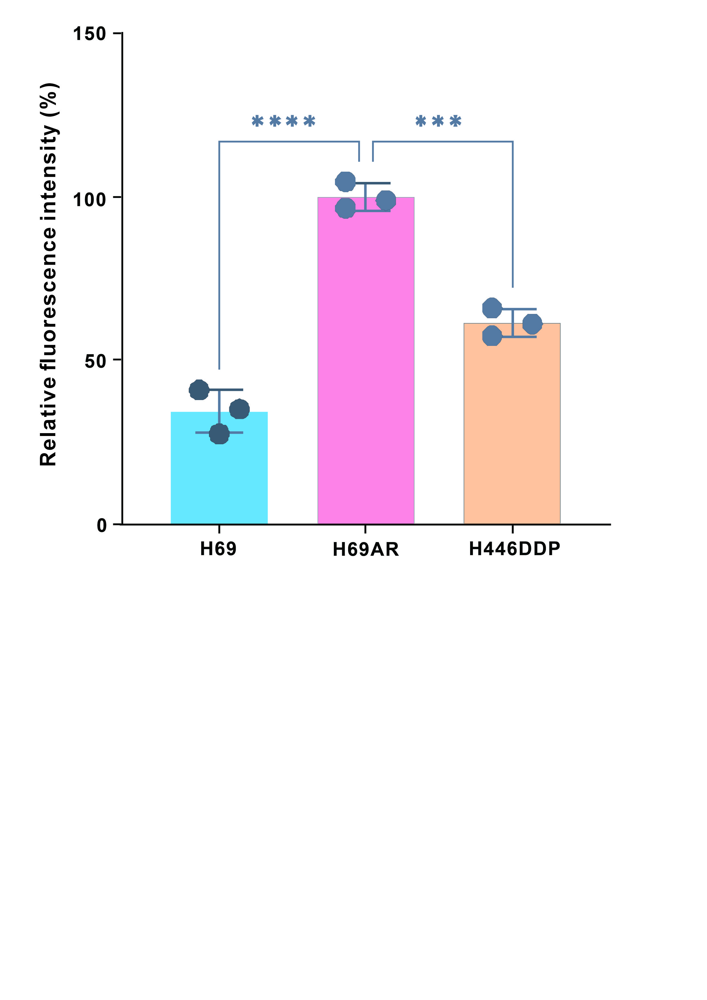 Relative fluorescence intensity (%)
150
100
50
0
**** ***
H69 H69AR H446DDP